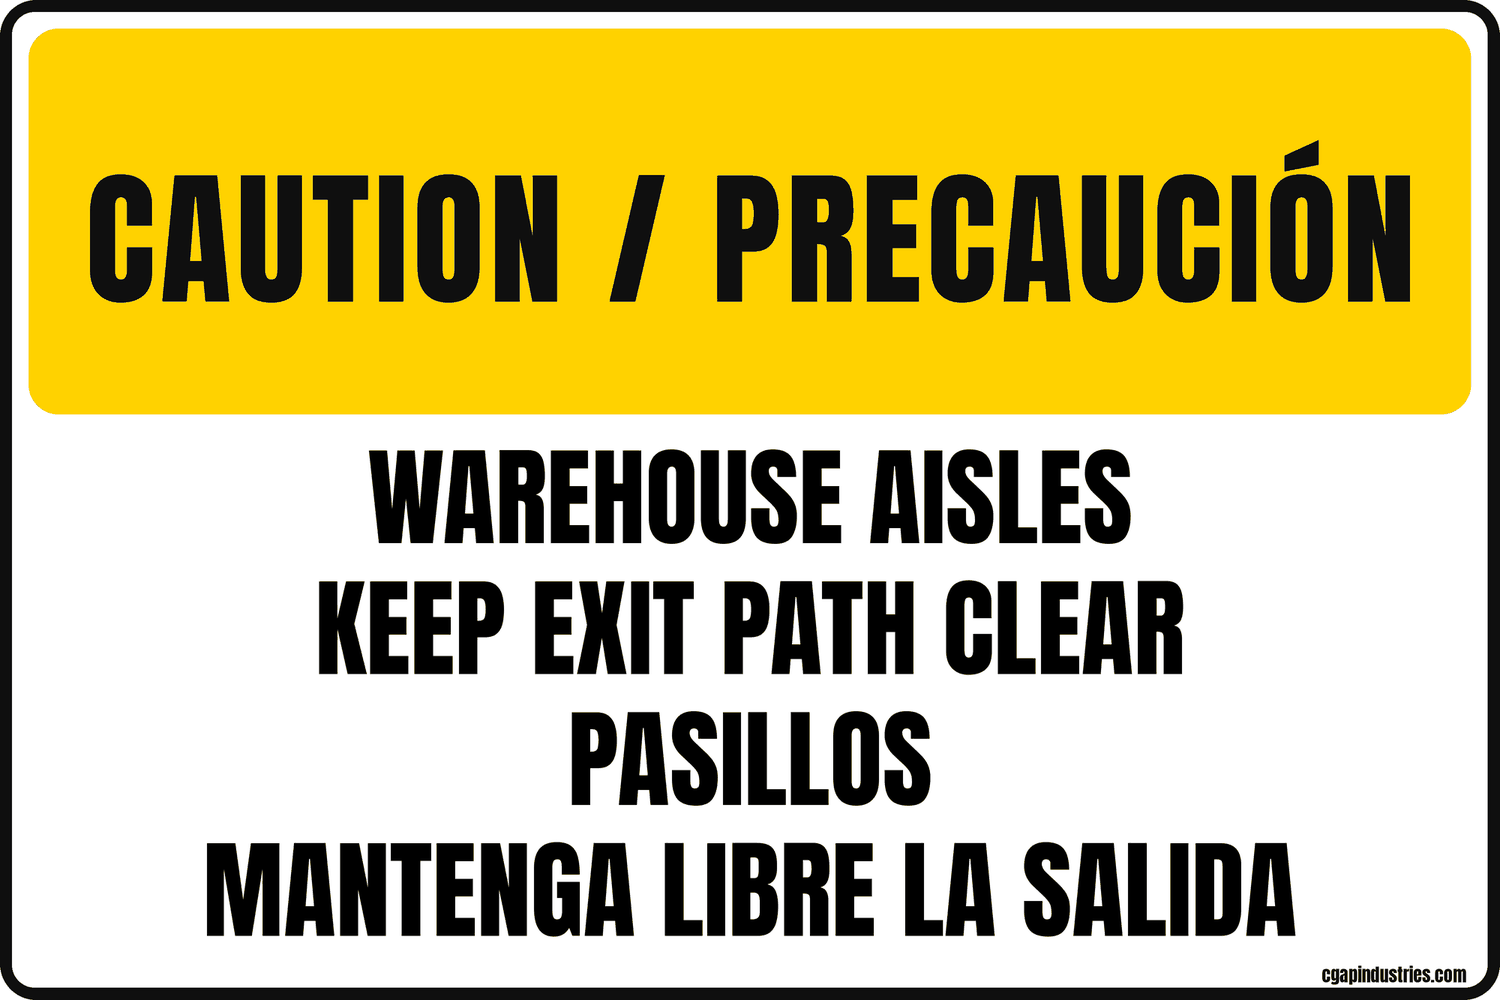 CAUTION / PRECAUCIÓN
WAREHOUSE AISLES
KEEP EXIT PATH CLEAR
PASILLOS
MANTENGA LIBRE LA SALIDA
cgapindustries.com